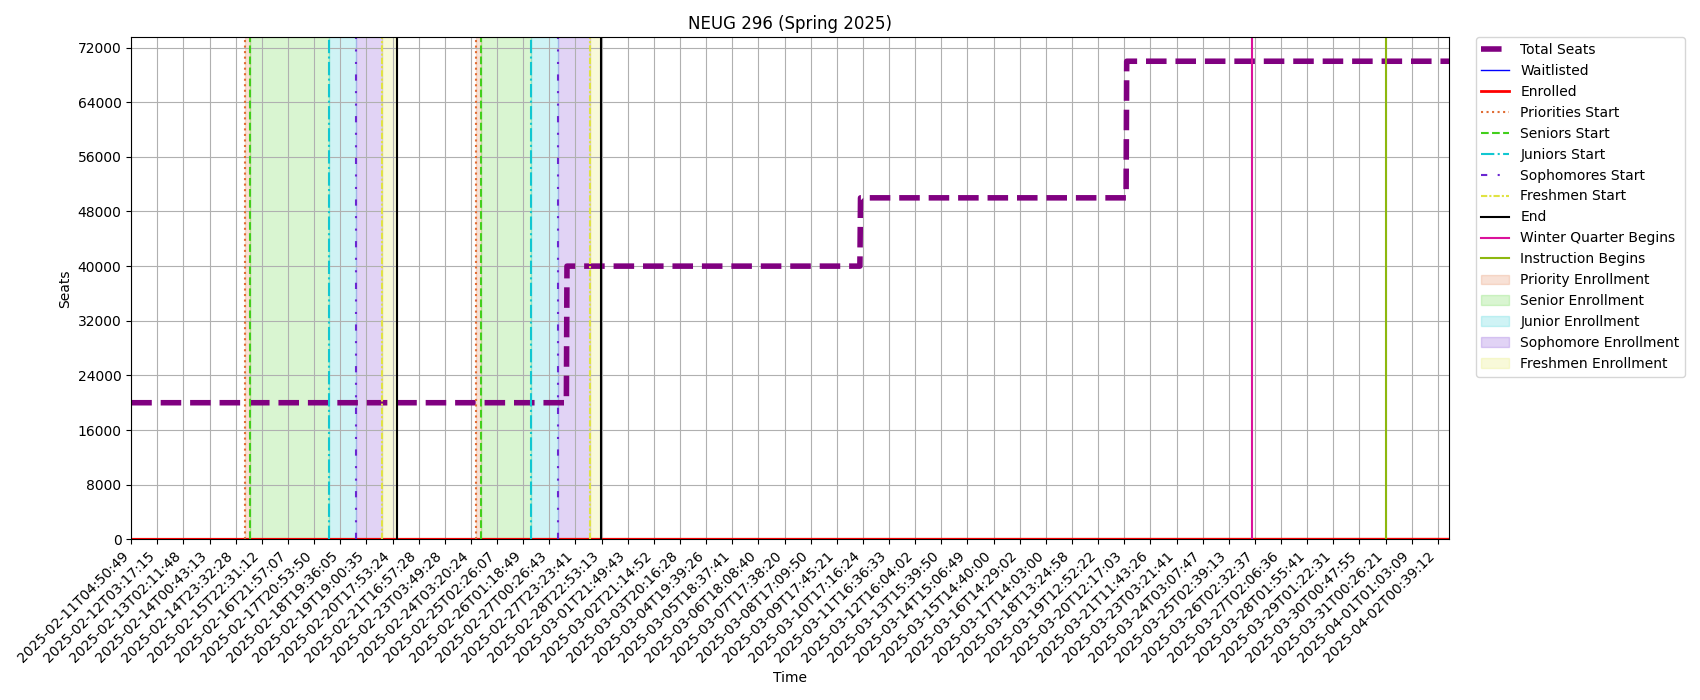 NEUG 296 (Spring 2025)
72000
64000
56000
48000
40000
32000
24000
16000
8000
0
Seats
2025-02-11T04:50:49
2025-02-12T03:17:15
2025-02-13T02:11:48
2025-02-14T00:43:13
2025-02-14T23:32:28
2025-02-15T22:31:12
2025-02-16T21:57:07
2025-02-17T20:53:50
2025-02-18T19:36:05
2025-02-19T19:00:35
2025-02-20T17:53:24
2025-02-21T16:57:28
2025-02-24T03:49:28
2025-02-24T03:20:24
2025-02-25T02:26:07
2025-02-26T01:18:49
2025-02-27T00:26:43
2025-02-27T23:23:41
2025-02-28T22:53:13
2025-03-01T21:49:43
2025-03-02T21:14:52
2025-03-03T20:16:28
2025-03-04T19:39:26
2025-03-05T18:37:41
2025-03-06T18:08:40
2025-03-07T17:38:20
2025-03-08T17:09:50
2025-03-09T17:45:21
2025-03-10T17:16:24
2025-03-11T16:36:33
2025-03-12T16:04:02
2025-03-13T15:39:50
2025-03-14T15:06:49
2025-03-15T14:40:00
2025-03-16T14:29:02
2025-03-17T14:03:00
2025-03-18T13:24:58
2025-03-19T12:52:22
2025-03-20T12:17:03
2025-03-21T11:43:26
2025-03-23T03:21:41
2025-03-24T03:07:47
2025-03-25T02:39:13
2025-03-26T02:32:37
2025-03-27T02:06:36
2025-03-28T01:55:41
2025-03-29T01:22:31
2025-03-30T00:47:55
2025-03-31T00:26:21
2025-04-01T01:03:09
2025-04-02T00:39:12
Time
Total Seats
Waitlisted
Enrolled
Priorities Start
Seniors Start
Juniors Start
Sophomores Start
Freshmen Start
End
Winter Quarter Begins
Instruction Begins
Priority Enrollment
Senior Enrollment
Junior Enrollment
Sophomore Enrollment
Freshmen Enrollment